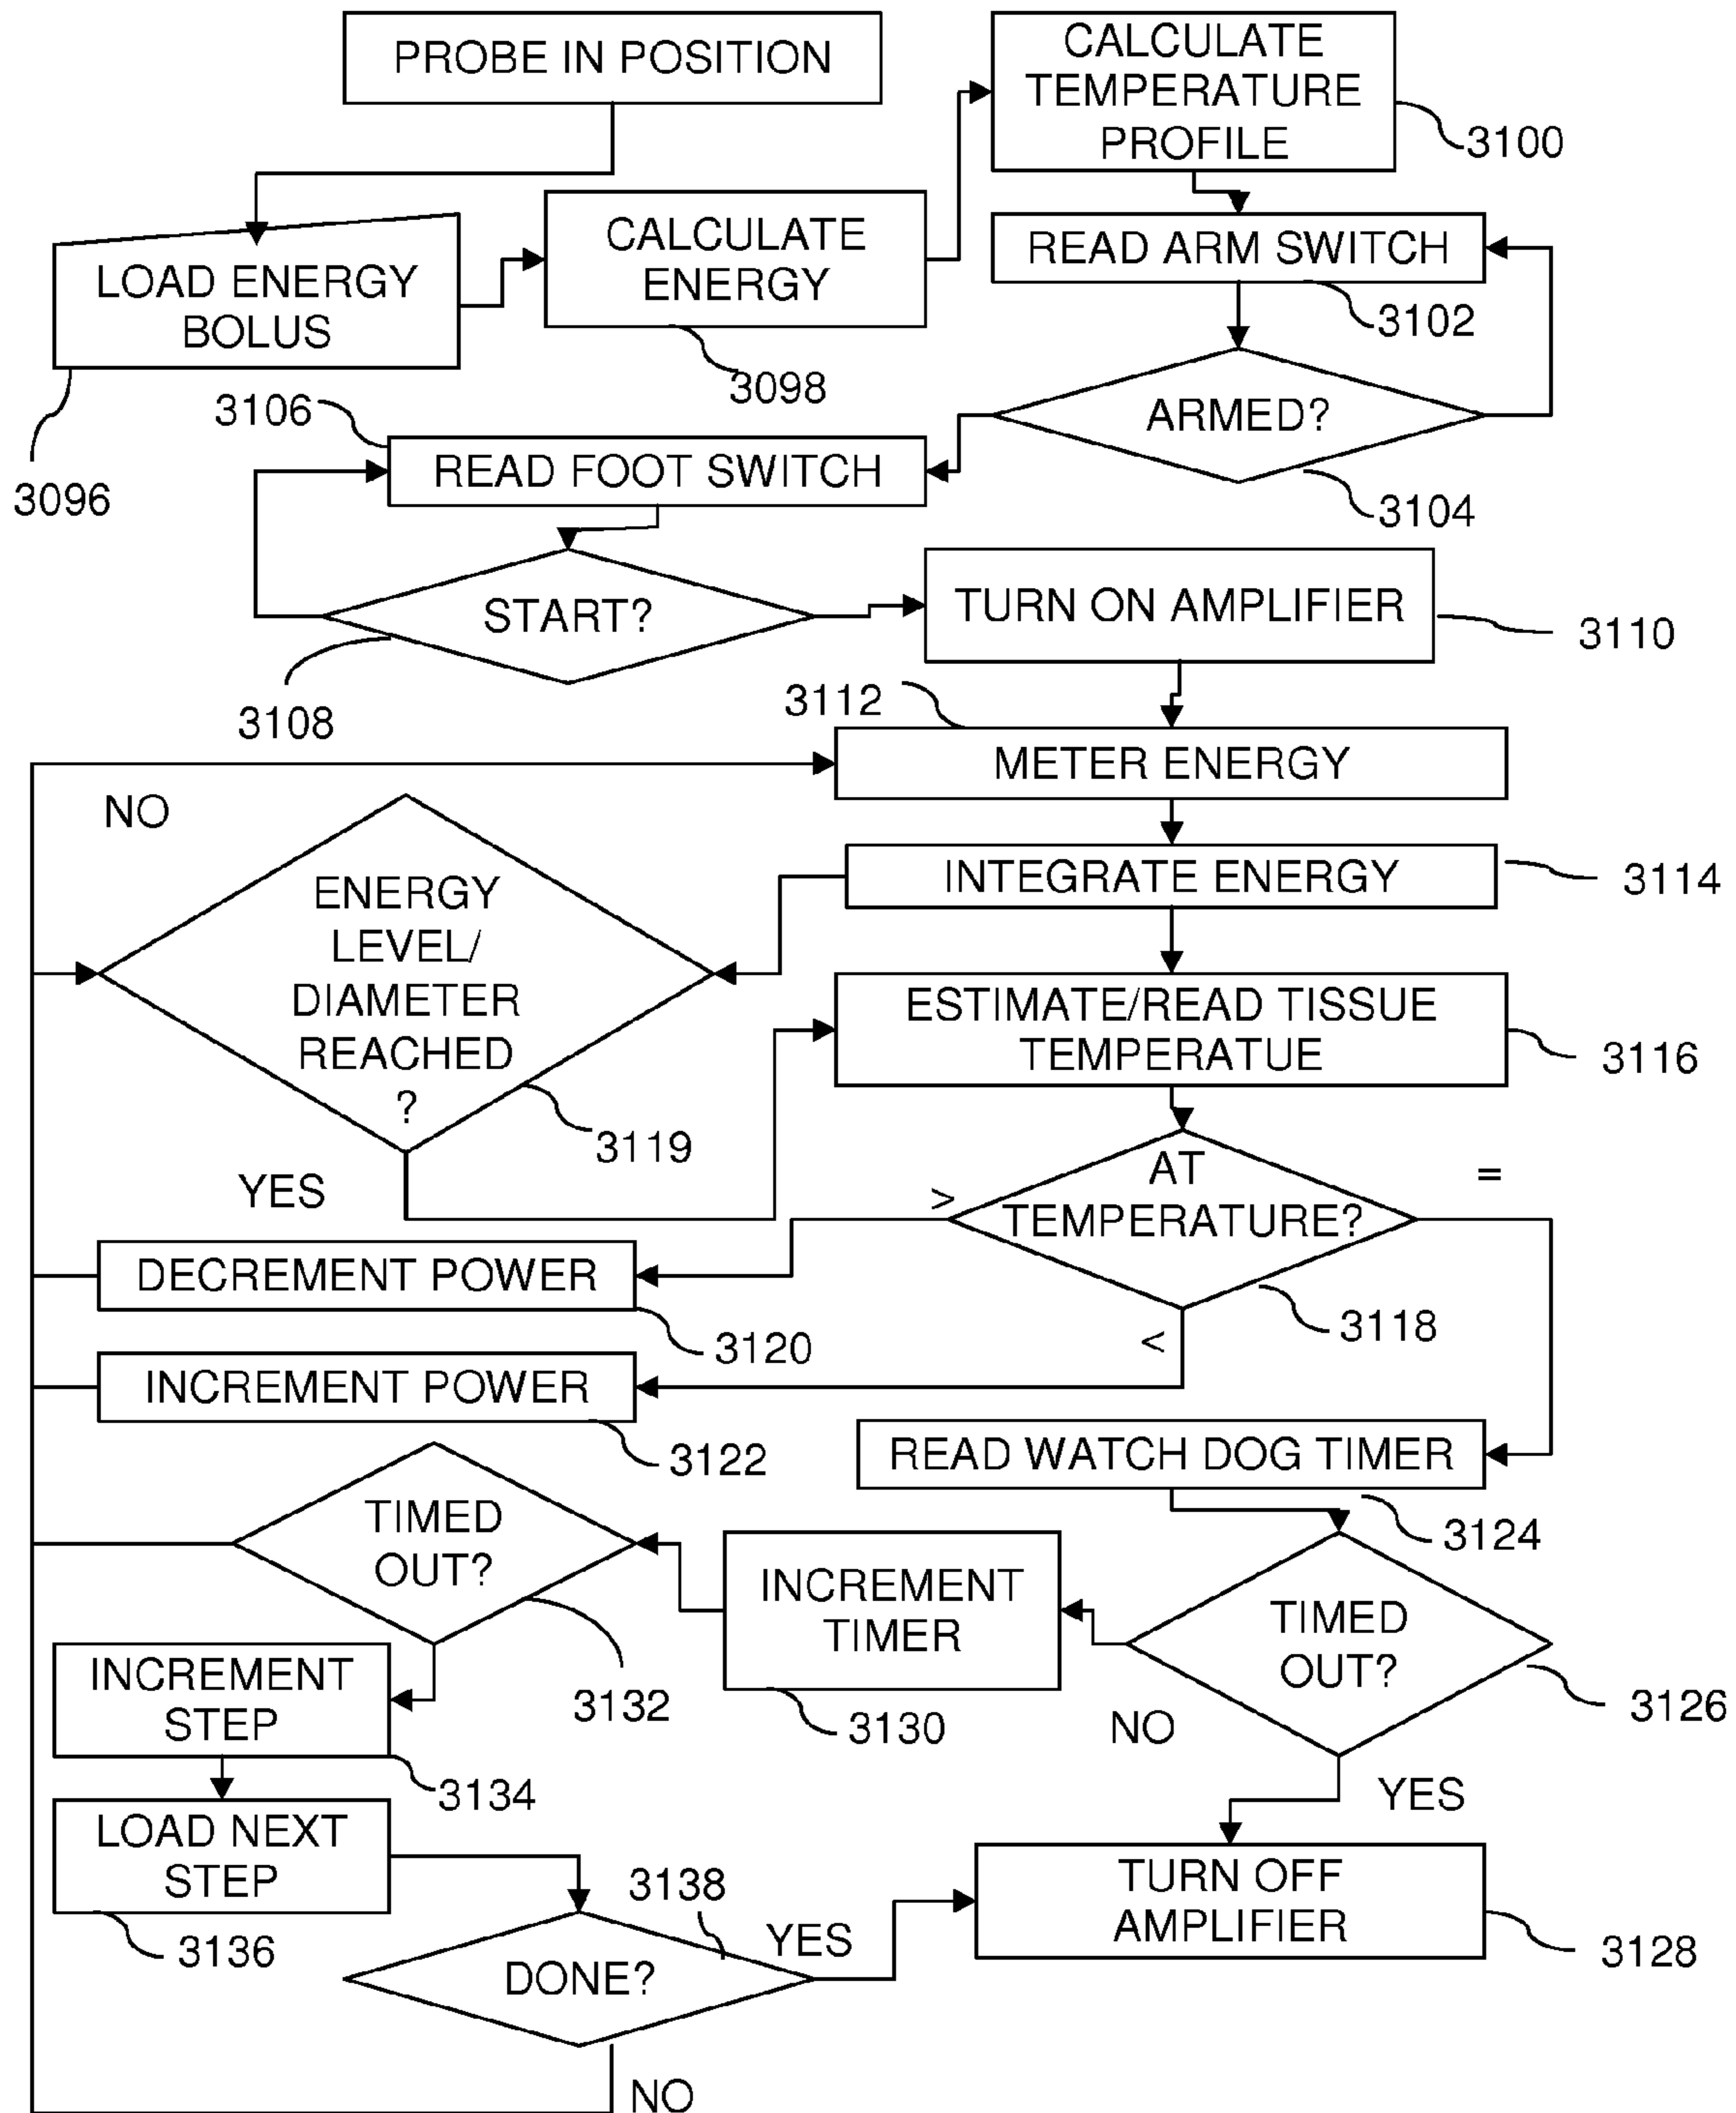 PROBE IN POSITION
CALCULATE
TEMPERATURE
PROFILE
3100
LOAD ENERGY
BOLUS
3096
CALCULATE
ENERGY
3098
READ ARM SWITCH
3102
ARMED?
3104
3106
READ FOOT SWITCH
START?
3108
TURN ON AMPLIFIER
3110
3112
METER ENERGY
NO
INTEGRATE ENERGY
3114
ENERGY
LEVEL/
DIAMETER
REACHED
?
3119
YES
ESTIMATE/READ TISSUE
TEMPERATUE
3116
AT
TEMPERATURE?
>
=
<
3118
DECREMENT POWER
3120
INCREMENT POWER
3122
READ WATCH DOG TIMER
3124
TIMED
OUT?
3126
NO
YES
INCREMENT
TIMER
3130
TIMED
OUT?
3132
INCREMENT
STEP
3134
LOAD NEXT
STEP
3136
3138
DONE?
YES
NO
TURN OFF
AMPLIFIER
3128